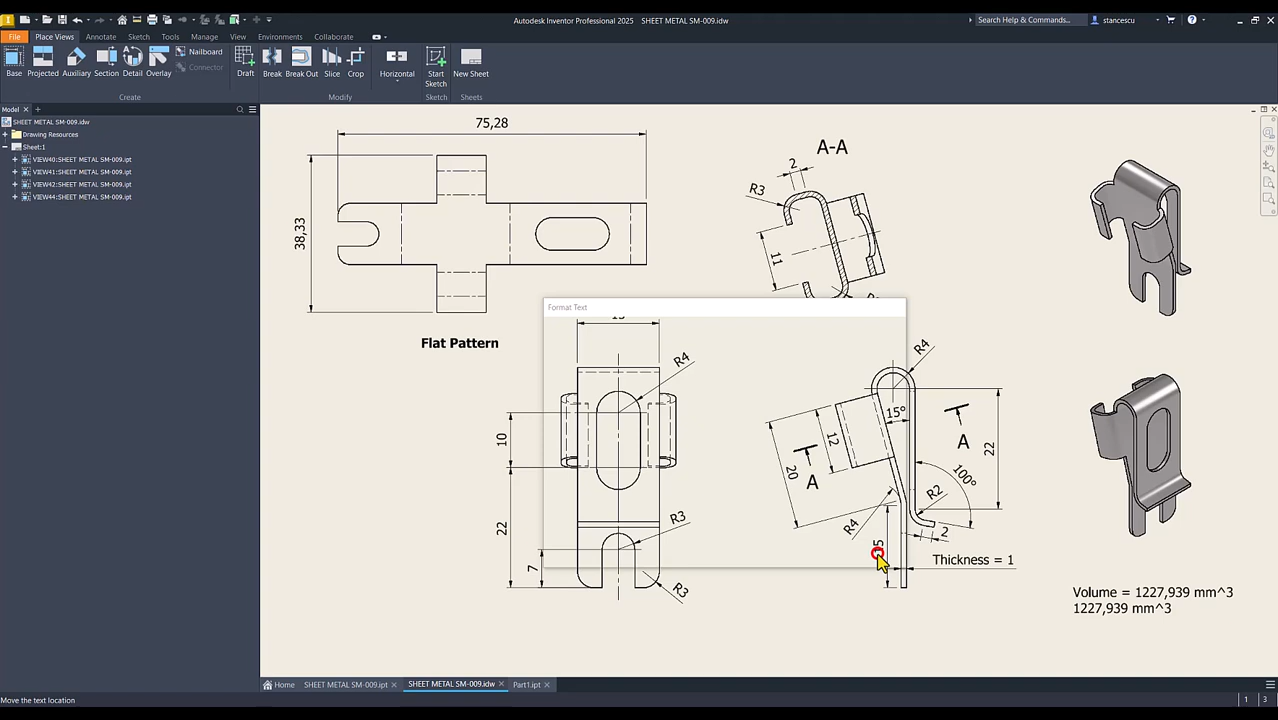 Autodesk Inventor Professional 2025 SHEET METAL SM-009.idw
Search Help & Commands...
stancescu
File
Place Views
Annotate
Sketch
Tools
Manage
View
Environments
Collaborate
Base
Projected
Auxiliary
Section
Detail
Overlay
Nailboard
Connector
Draft
Break
Break Out
Slice
Crop
Horizontal
Start
Sketch
New Sheet
Create
Modify
Sketch
Sheets
Model
SHEET METAL SM-009.idw
Drawing Resources
Sheet:1
VIEW40:SHEET METAL SM-009.ipt
VIEW41:SHEET METAL SM-009.ipt
VIEW42:SHEET METAL SM-009.ipt
VIEW44:SHEET METAL SM-009.ipt
75,28
38,33
Flat Pattern
A-A
2
R3
11
Format Text
R4
10
22
7
R3
R3
R4
15°
12
20
A
A
22
100°
R2
R4
2
Thickness = 1
Volume = 1227,939 mm^3
1227,939 mm^3
Home
SHEET METAL SM-009.ipt
SHEET METAL SM-009.idw
Part1.ipt
Move the text location
1
3